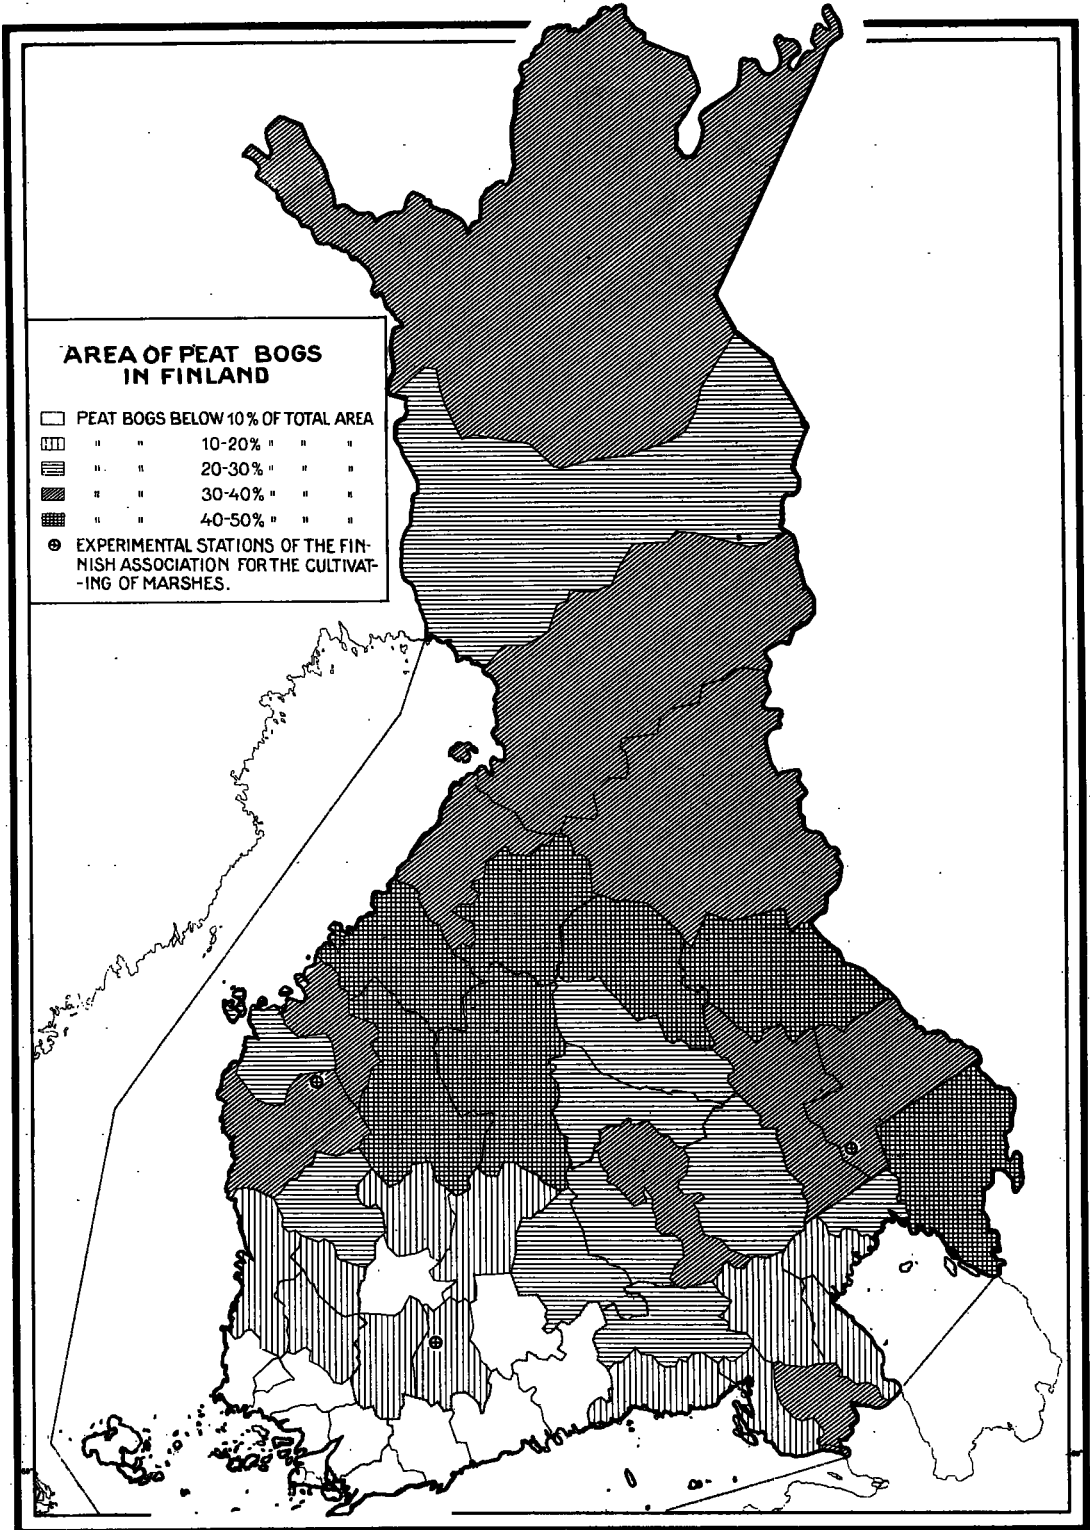 AREA OF PEAT BOGS
IN FINLAND
PEAT BOGS BELOW 10% OF TOTAL AREA
" " 10-20% " " "
" " 20-30% " " "
" " 30-40% " " "
" " 40-50% " " "
EXPERIMENTAL STATIONS OF THE FIN-
NISH ASSOCIATION FOR THE CULTIVAT-
-ING OF MARSHES.